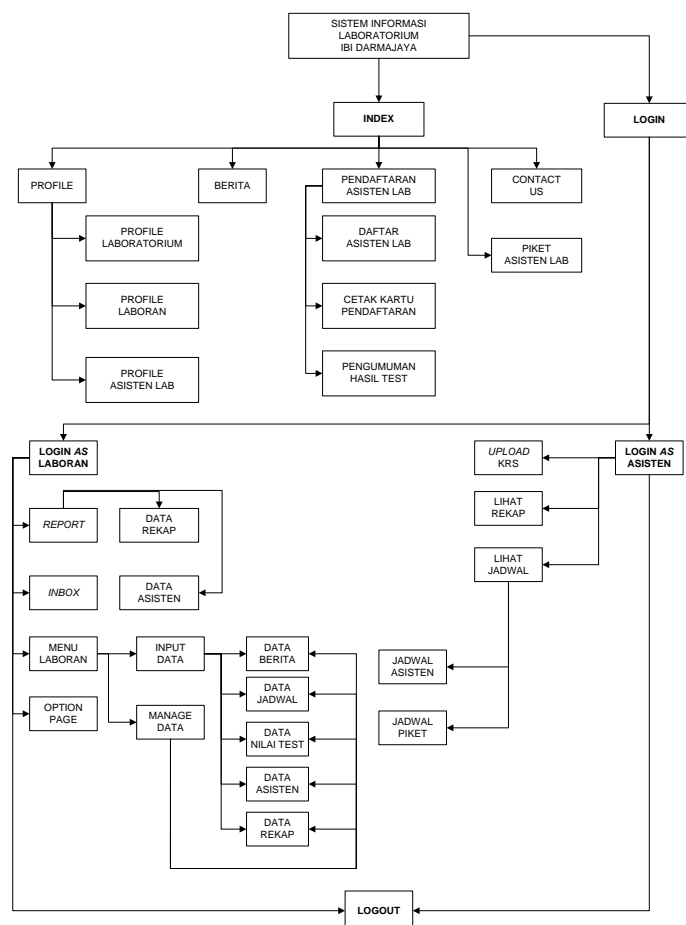 SISTEM INFORMASI
LABORATORIUM
IBI DARMAJAYA
INDEX
LOGIN
PROFILE
BERITA
PENDAFTARAN
ASISTEN LAB
CONTACT
US
PROFILE
LABORATORIUM
DAFTAR
ASISTEN LAB
PIKET
ASISTEN LAB
PROFILE
LABORAN
CETAK KARTU
PENDAFTARAN
PROFILE
ASISTEN LAB
PENGUMUMAN
HASIL TEST
LOGIN AS
LABORAN
UPLOAD
KRS
LOGIN AS
ASISTEN
REPORT
DATA
REKAP
LIHAT
REKAP
INBOX
DATA
ASISTEN
LIHAT
JADWAL
MENU
LABORAN
INPUT
DATA
DATA
BERITA
JADWAL
ASISTEN
OPTION
PAGE
MANAGE
DATA
DATA
JADWAL
DATA
NILAI TEST
JADWAL
PIKET
DATA
ASISTEN
DATA
REKAP
LOGOUT